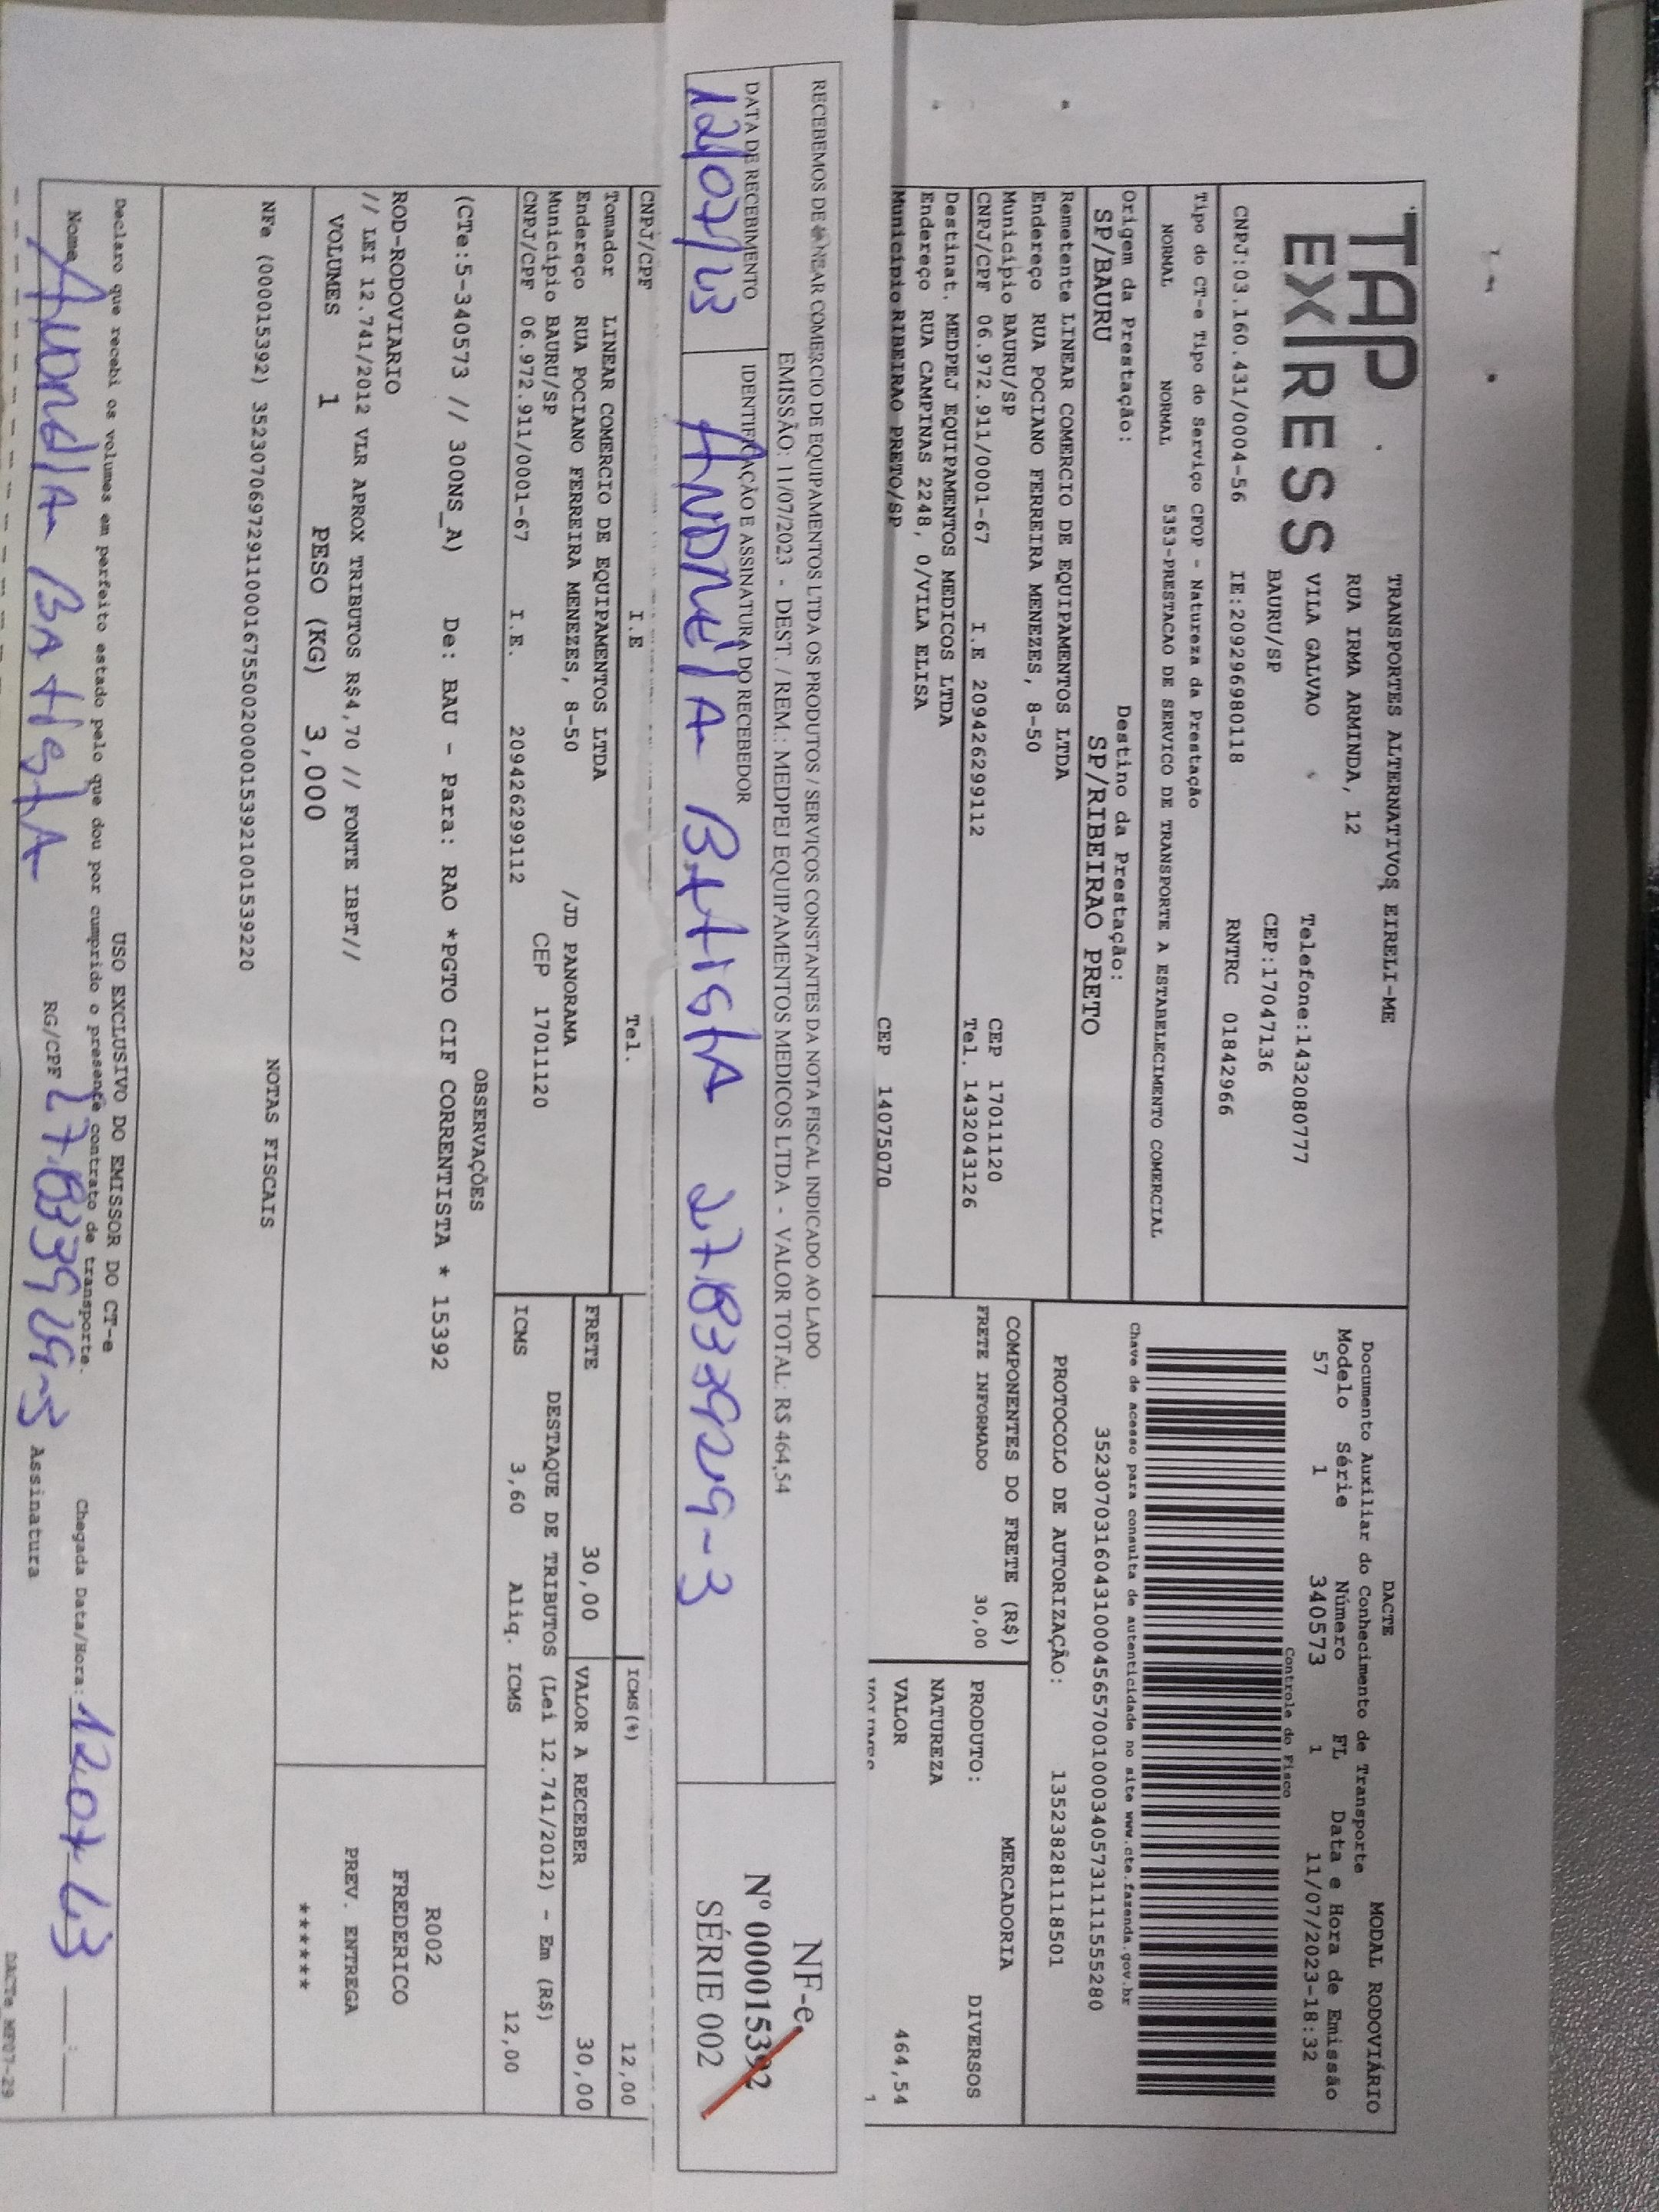 TAP
EXPRESS
TRANSPORTES ALTERNATIVOS EIRELI-ME
RUA IRMA ARMINDA, 12
VILA GALVAO Telefone:1432080777
BAURU/SP CEP:17047136
CNPJ:03.160.431/0004-56 IE:209296980118 RNTRC 01842966
DACTE MODAL RODOVIÁRIO
Documento Auxiliar do Conhecimento de Transporte
Modelo Série Número FL Data e Hora de Emissão
57 1 340573 1 11/07/2023-18:32
Controle do Fisco
Tipo do CT-e Tipo do Serviço CFOP - Natureza da Prestação
NORMAL NORMAL 5353-PRESTACAO DE SERVICO DE TRANSPORTE A ESTABELECIMENTO COMERCIAL
Chave de acesso para consulta de autenticidade no site www.cte.fazenda.gov.br
35230703160431000456570010003405731111555280
Origem da Prestação: Destino da Prestação:
SP/BAURU SP/RIBEIRAO PRETO
PROTOCOLO DE AUTORIZAÇÃO: 135238281118501
Remetente LINEAR COMERCIO DE EQUIPAMENTOS LTDA
Endereço RUA POCIANO FERREIRA MENEZES, 8-50
Município BAURU/SP CEP 17011120
CNPJ/CPF 06.972.911/0001-67 I.E 209426299112 Tel. 1432043126
COMPONENTES DO FRETE (R$) MERCADORIA
FRETE INFORMADO 30,00 PRODUTO: DIVERSOS
Destinat. MEDPEJ EQUIPAMENTOS MEDICOS LTDA
Endereço RUA CAMPINAS 2248, 0/VILA ELISA
NATUREZA
Município RIBEIRAO PRETO/SP CEP 14075070
VALOR 464,54
1
RECEBEMOS DE LINEAR COMERCIO DE EQUIPAMENTOS LTDA OS PRODUTOS / SERVIÇOS CONSTANTES DA NOTA FISCAL INDICADO AO LADO
EMISSÃO: 11/07/2023 - DEST. / REM.: MEDPEJ EQUIPAMENTOS MEDICOS LTDA - VALOR TOTAL: R$ 464,54
DATA DE RECEBIMENTO IDENTIFICAÇÃO E ASSINATURA DO RECEBEDOR
12/07/23 ANDRÉIA BAtistA 27.833929-3
NF-e
Nº 000015392
SÉRIE 002
CNPJ/CPF I.E Tel.
ICMS(%) 12,00
Tomador LINEAR COMERCIO DE EQUIPAMENTOS LTDA
Endereço RUA POCIANO FERREIRA MENEZES, 8-50 /JD PANORAMA
Município BAURU/SP CEP 17011120
CNPJ/CPF 06.972.911/0001-67 I.E. 209426299112
FRETE 30,00 VALOR A RECEBER 30,00
DESTAQUE DE TRIBUTOS (Lei 12.741/2012) - Em (R$)
ICMS 3,60 Aliq. ICMS 12,00
OBSERVAÇÕES
(CTe:5-340573 // 300NS_A) De: BAU - Para: RAO *PGTO CIF CORRENTISTA * 15392
ROD-RODOVIARIO
// LEI 12.741/2012 VLR APROX TRIBUTOS R$4,70 // FONTE IBPT//
VOLUMES 1 PESO (KG) 3,000
R002
FREDERICO
PREV. ENTREGA
*******
NOTAS FISCAIS
NFe (000015392) 35230706972911000167550020000153921001539220
USO EXCLUSIVO DO EMISSOR DO CT-e
Declaro que recebi os volumes em perfeito estado pelo que dou por cumprido o presente contrato de transporte.
Nome BAtistA RG/CPF 27.833929-3 Assinatura
Chegada Data/Hora: 12 07 23
DACTe MF07-29